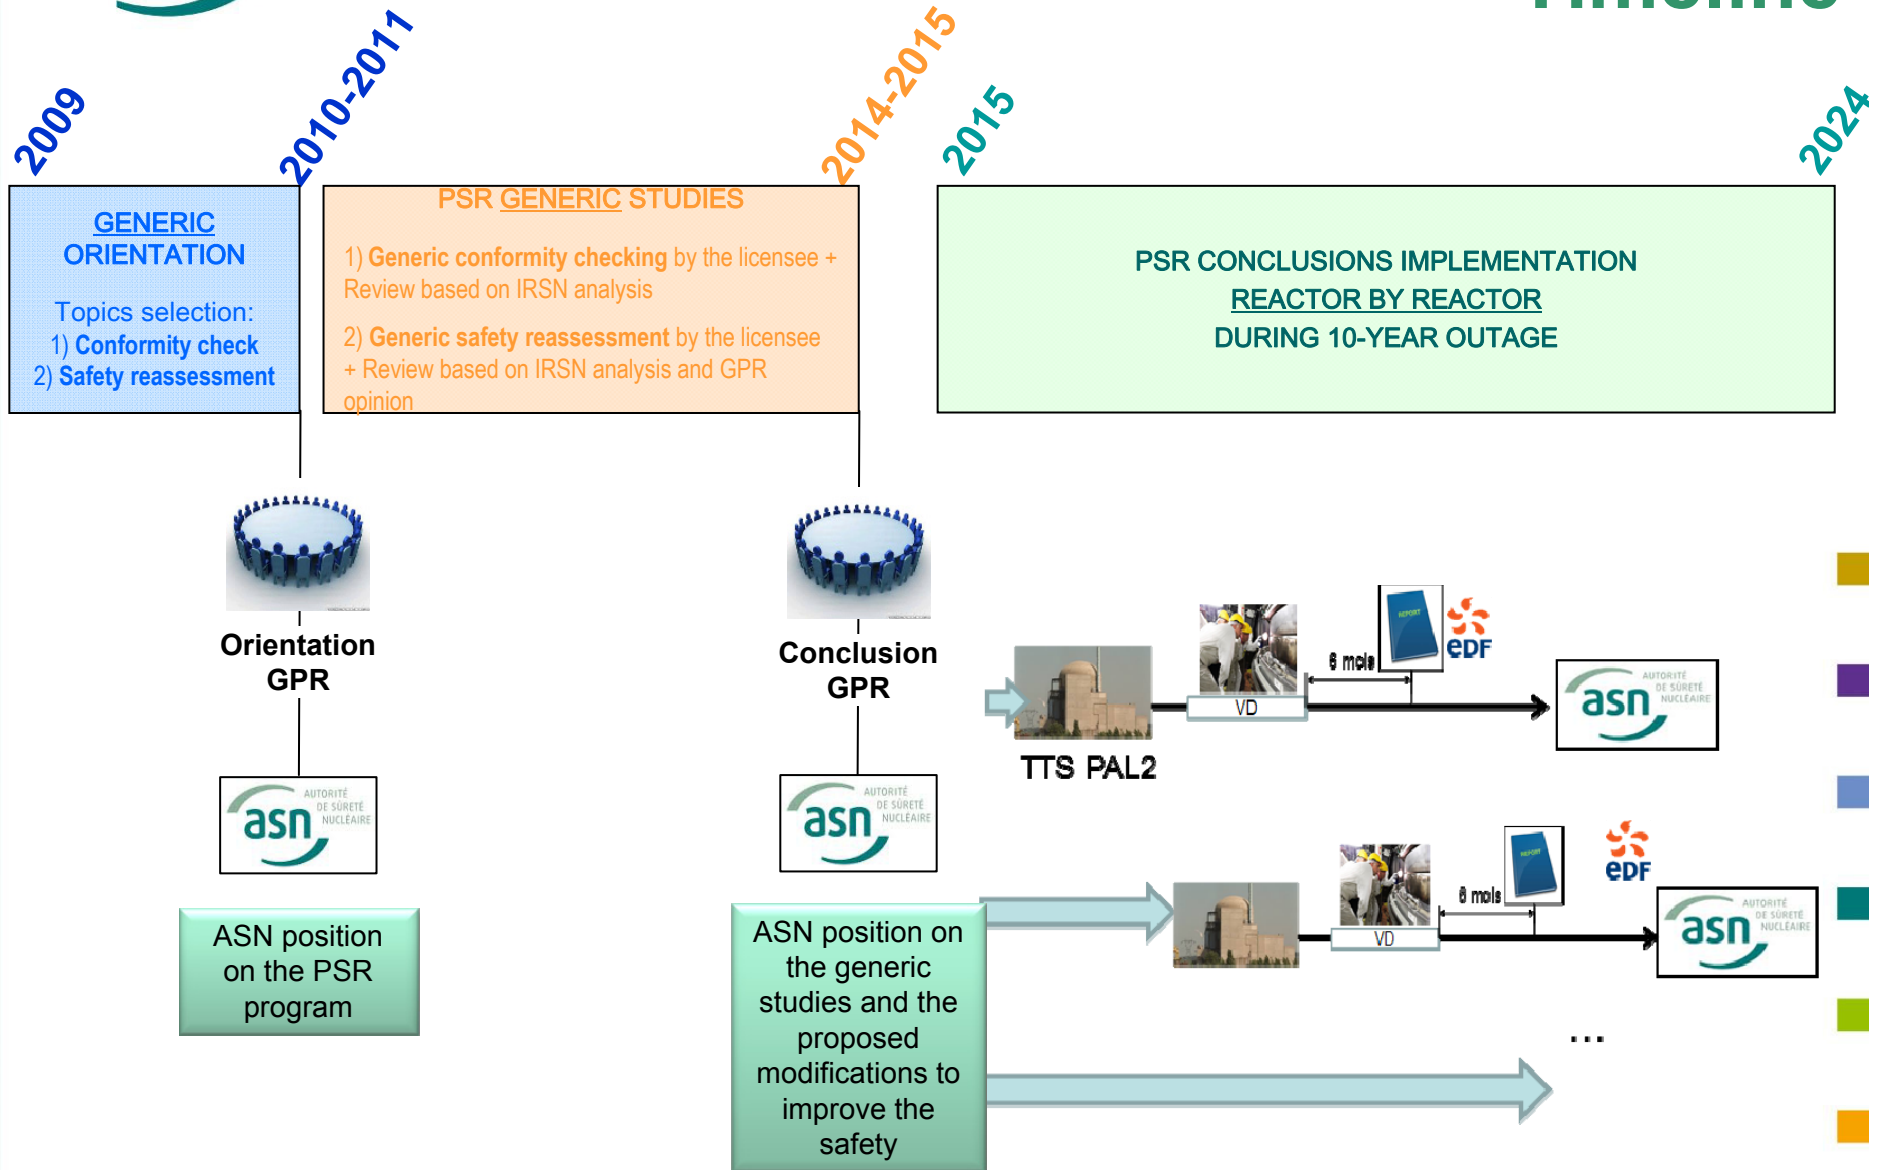 Timeline
2009
2010-2011
2014-2015
2015
2024
GENERIC
ORIENTATION
Topics selection:
1) Conformity check
2) Safety reassessment
PSR GENERIC STUDIES
1) Generic conformity checking by the licensee +
Review based on IRSN analysis
2) Generic safety reassessment by the licensee
+ Review based on IRSN analysis and GPR
opinion
PSR CONCLUSIONS IMPLEMENTATION
REACTOR BY REACTOR
DURING 10-YEAR OUTAGE
Orientation
GPR
Conclusion
GPR
asn
AUTORITÉ
DE SÛRETÉ
NUCLÉAIRE
asn
AUTORITÉ
DE SÛRETÉ
NUCLÉAIRE
ASN position
on the PSR
program
ASN position on
the generic
studies and the
proposed
modifications to
improve the
safety
TTS PAL2
VD
6 mois
REPORT
eDF
asn
AUTORITÉ
DE SÛRETÉ
NUCLÉAIRE
VD
6 mois
REPORT
eDF
asn
AUTORITÉ
DE SÛRETÉ
NUCLÉAIRE
...